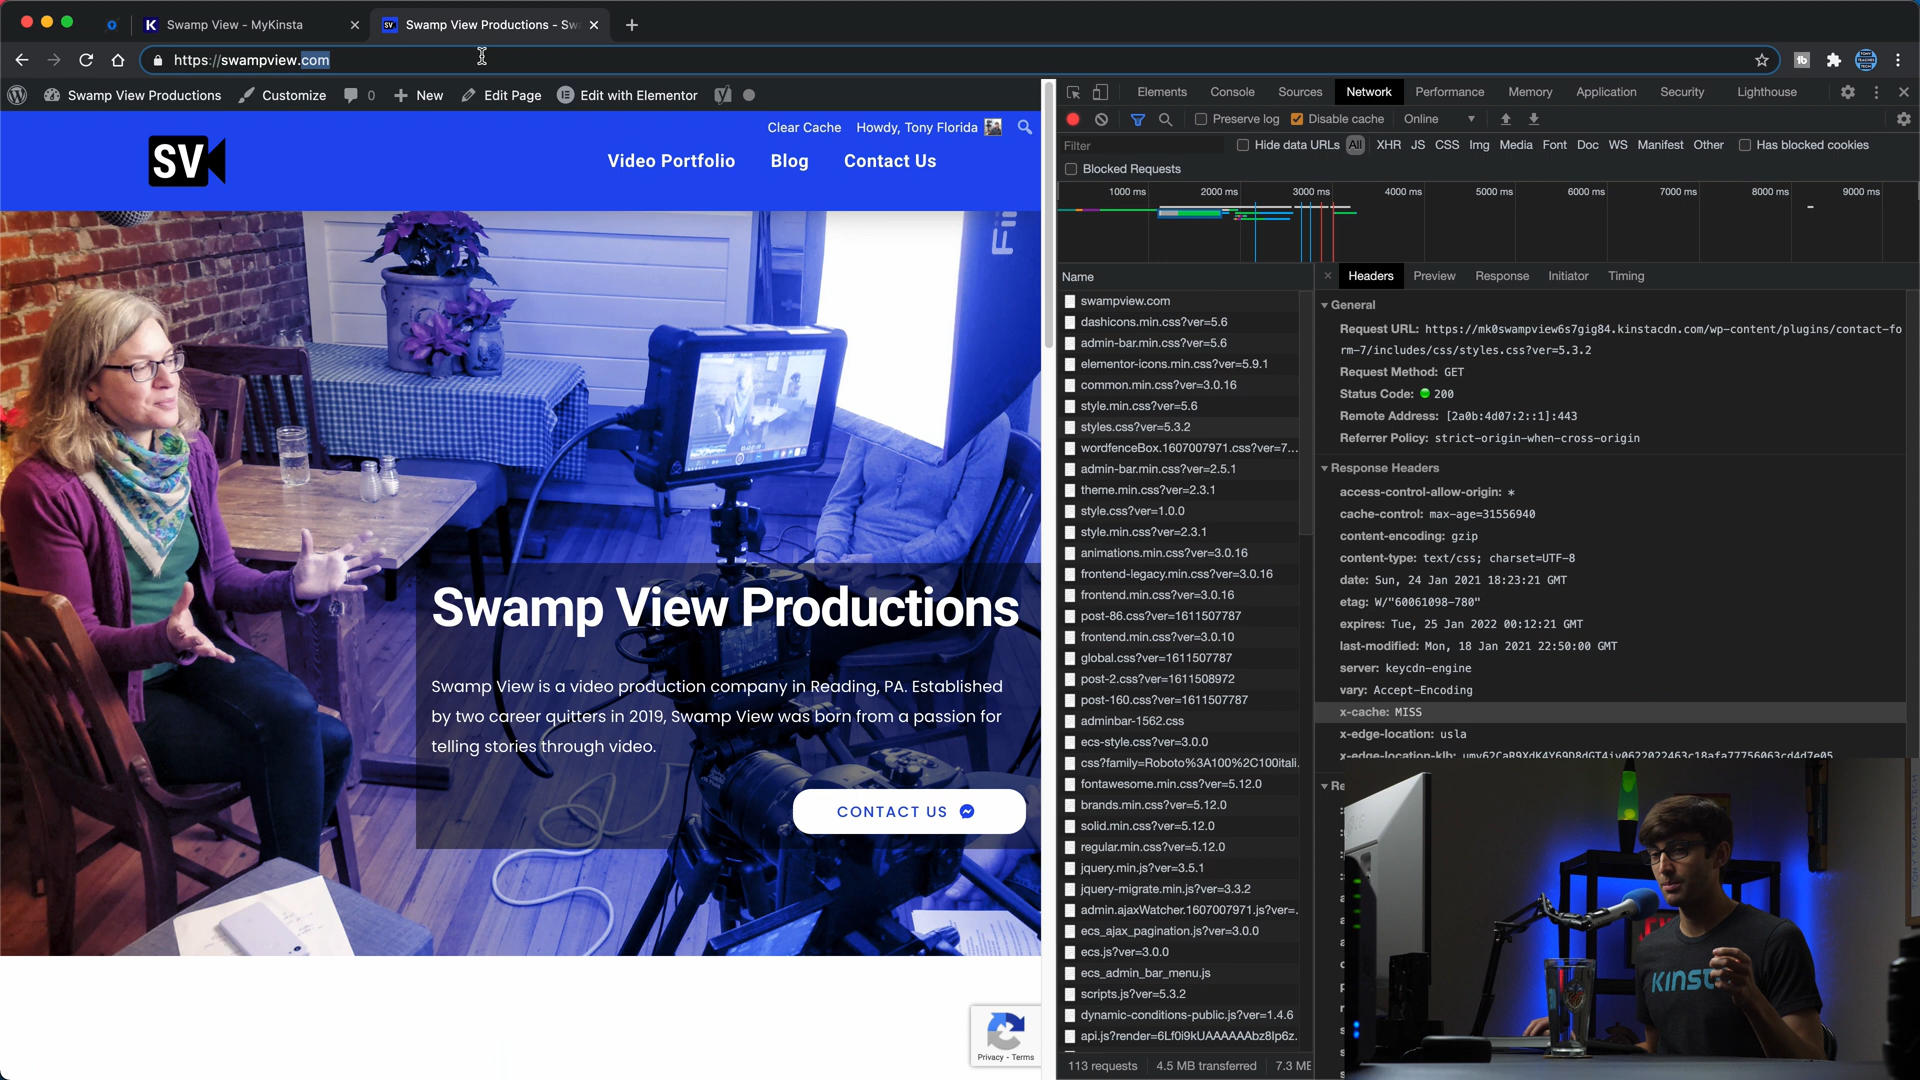 Swamp View - MyKinsta
Swamp View Productions - Sw
https://swampview.com
Swamp View Productions
Customize
0
New
Edit Page
Edit with Elementor
Clear Cache
Howdy, Tony Florida
SV
Video Portfolio
Blog
Contact Us
Swamp View Productions
Swamp View is a video production company in Reading, PA. Established
by two career quitters in 2019, Swamp View was born from a passion for
telling stories through video.
CONTACT US
Privacy - Terms
Elements
Console
Sources
Network
Performance
Memory
Application
Security
Lighthouse
Preserve log
Disable cache
Online
Filter
Hide data URLs
All
XHR
JS
CSS
Img
Media
Font
Doc
WS
Manifest
Other
Has blocked cookies
Blocked Requests
1000 ms
2000 ms
3000 ms
4000 ms
5000 ms
6000 ms
7000 ms
8000 ms
9000 ms
Name
swampview.com
dashicons.min.css?ver=5.6
admin-bar.min.css?ver=5.6
elementor-icons.min.css?ver=5.9.1
common.min.css?ver=3.0.16
style.min.css?ver=5.6
styles.css?ver=5.3.2
wordfenceBox.1607007971.css?ver=7...
admin-bar.min.css?ver=2.5.1
theme.min.css?ver=2.3.1
style.css?ver=1.0.0
style.min.css?ver=2.3.1
animations.min.css?ver=3.0.16
frontend-legacy.min.css?ver=3.0.16
frontend.min.css?ver=3.0.16
post-86.css?ver=1611507787
frontend.min.css?ver=3.0.10
global.css?ver=1611507787
post-2.css?ver=1611508972
post-160.css?ver=1611507787
adminbar-1562.css
ecs-style.css?ver=3.0.0
css?family=Roboto%3A100%2C100itali.
fontawesome.min.css?ver=5.12.0
brands.min.css?ver=5.12.0
solid.min.css?ver=5.12.0
regular.min.css?ver=5.12.0
jquery.min.js?ver=3.5.1
jquery-migrate.min.js?ver=3.3.2
admin.ajaxWatcher.1607007971.js?ver=.
ecs_ajax_pagination.js?ver=3.0.0
ecs.js?ver=3.0.0
ecs_admin_bar_menu.js
scripts.js?ver=5.3.2
dynamic-conditions-public.js?ver=1.4.6
113 requests
4.5 MB transferred
7.3 ME
Headers
Preview
Response
Initiator
Timing
General
Request URL: https://mk0swampview6s7gig84.kinstacdn.com/wp-content/plugins/contact-fo
rm-7/includes/css/styles.css?ver=5.3.2
Request Method: GET
Status Code: 200
Remote Address: [2a0b:4d07:2::1]:443
Referrer Policy: strict-origin-when-cross-origin
Response Headers
access-control-allow-origin: *
cache-control: max-age=31556940
content-encoding: gzip
content-type: text/css; charset=UTF-8
date: Sun, 24 Jan 2021 18:23:21 GMT
etag: W/"60061098-780"
expires: Tue, 25 Jan 2022 00:12:21 GMT
last-modified: Mon, 18 Jan 2021 22:50:00 GMT
server: keycdn-engine
vary: Accept-Encoding
x-cache: MISS
x-edge-location: usla
Re
KINST